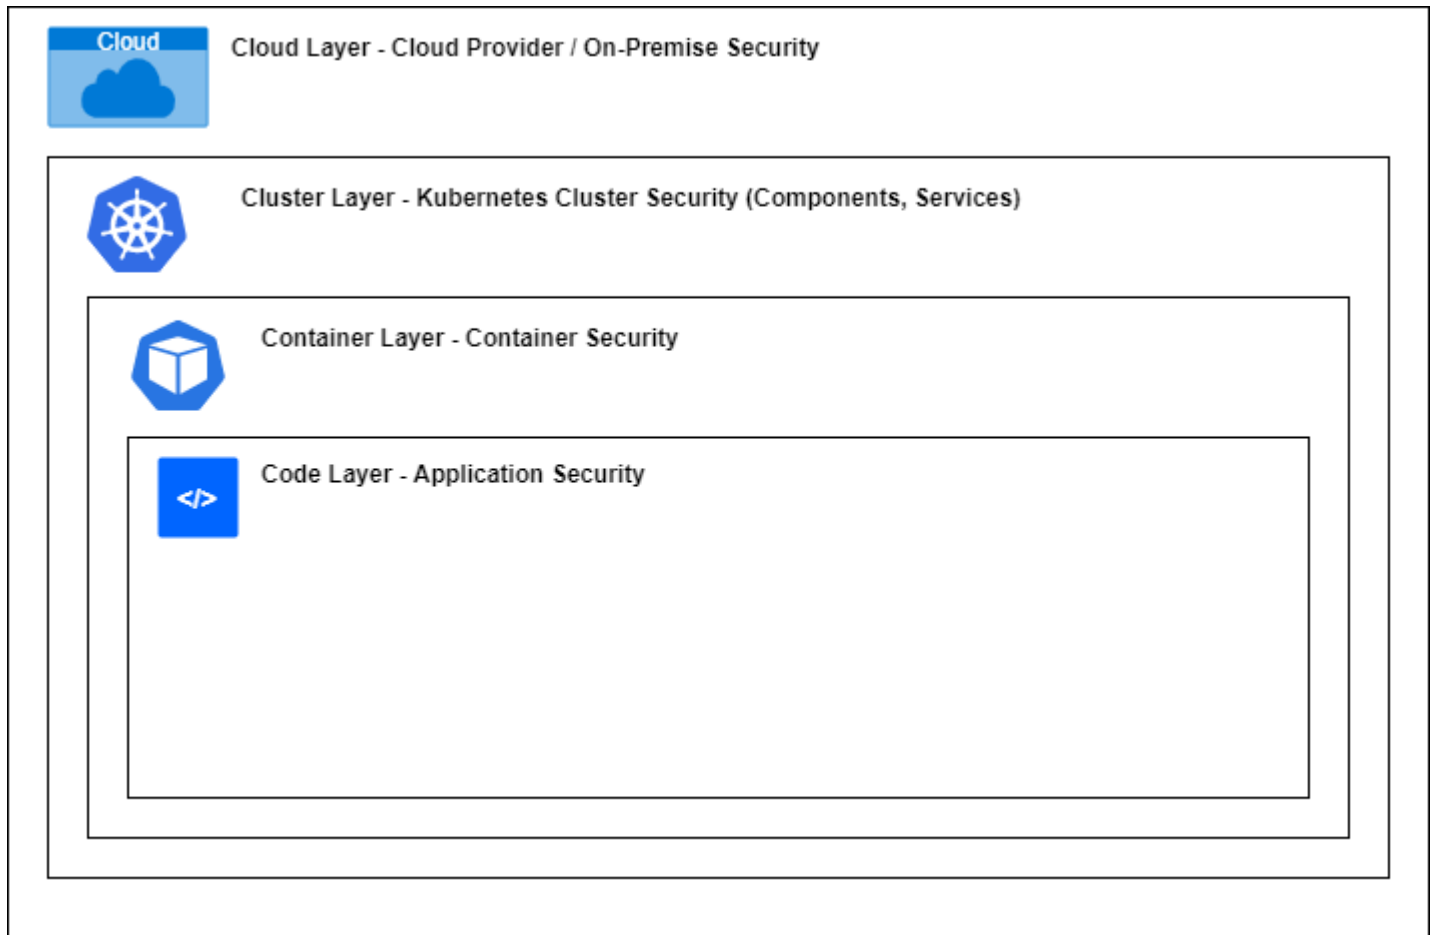 Cloud
Cloud Layer - Cloud Provider / On-Premise Security
Cluster Layer - Kubernetes Cluster Security (Components, Services)
Container Layer - Container Security
Code Layer - Application Security
</>